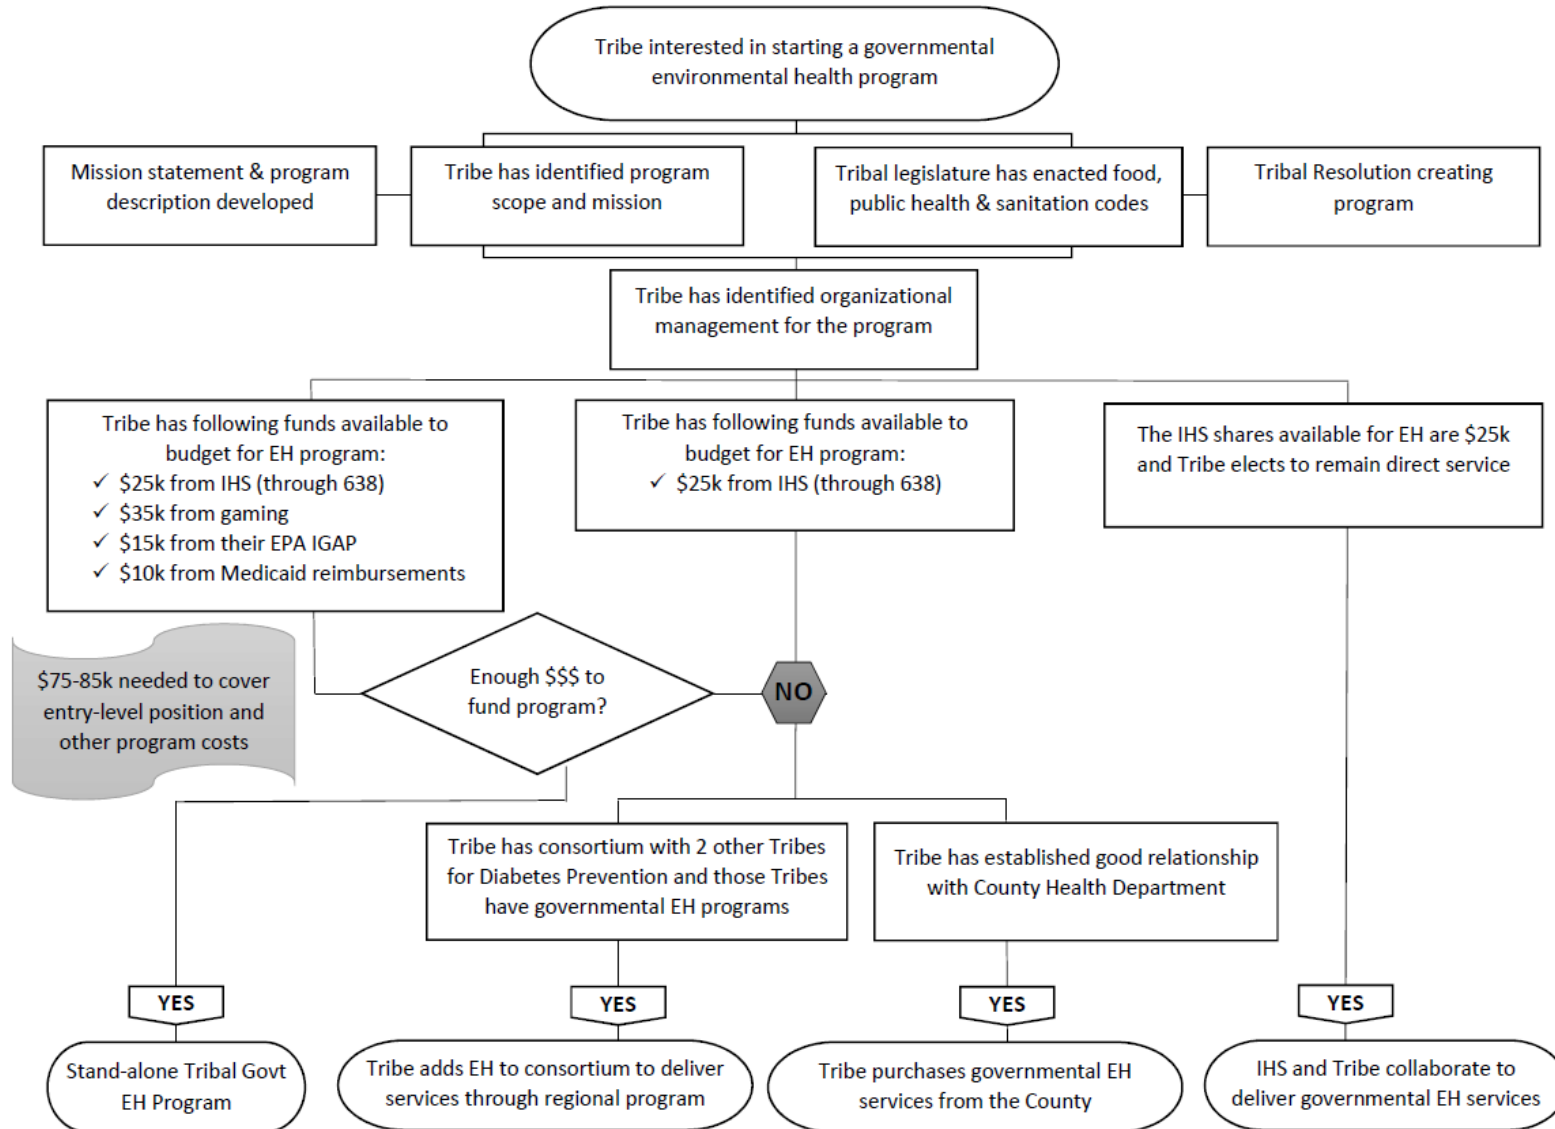 Tribe interested in starting a governmental
environmental health program
Mission statement & program
description developed
Tribe has identified program
scope and mission
Tribal legislature has enacted food,
public health & sanitation codes
Tribal Resolution creating
program
Tribe has identified organizational
management for the program
Tribe has following funds available to
budget for EH program:
✓ $25k from IHS (through 638)
✓ $35k from gaming
✓ $15k from their EPA IGAP
✓ $10k from Medicaid reimbursements
Tribe has following funds available to
budget for EH program:
✓ $25k from IHS (through 638)
The IHS shares available for EH are $25k
and Tribe elects to remain direct service
$75-85k needed to cover
entry-level position and
other program costs
Enough $$$ to
fund program?
NO
Tribe has consortium with 2 other Tribes
for Diabetes Prevention and those Tribes
have governmental EH programs
Tribe has established good relationship
with County Health Department
YES
YES
YES
YES
Stand-alone Tribal Govt
EH Program
Tribe adds EH to consortium to deliver
services through regional program
Tribe purchases governmental EH
services from the County
IHS and Tribe collaborate to
deliver governmental EH services